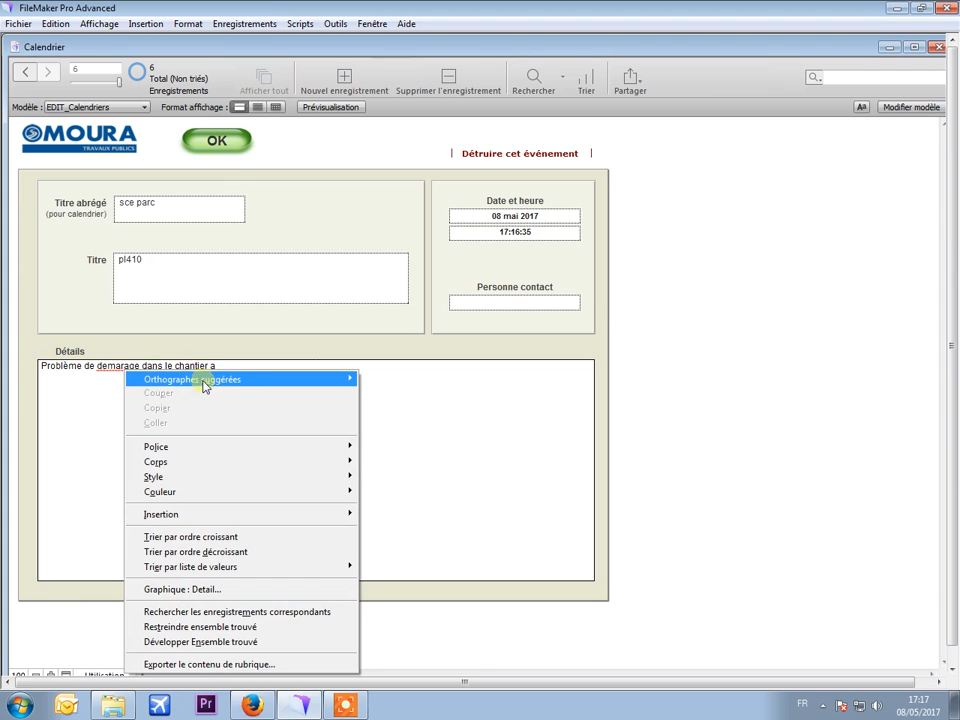 FileMaker Pro Advanced
Fichier Edition Affichage Insertion Format Enregistrements Scripts Outils Fenêtre Aide
Calendrier
6
6
Total (Non triés)
Enregistrements
Afficher tout
Nouvel enregistrement
Supprimer l'enregistrement
Rechercher
Trier
Partager
Modèle : EDIT_Calendriers Format affichage : Prévisualisation Aa Modifier modèle
MOURA
TRAVAUX PUBLICS
OK
Détruire cet événement
Titre abrégé
(pour calendrier)
sce parc
Date et heure
08 mai 2017
17:16:35
Titre
pl410
Personne contact
Détails
Problème de demarage dans le chantier a
Orthographes suggérées
Couper
Copier
Coller
Police
Corps
Style
Couleur
Insertion
Trier par ordre croissant
Trier par ordre décroissant
Trier par liste de valeurs
Graphique : Detail...
Rechercher les enregistrements correspondants
Restreindre ensemble trouvé
Développer Ensemble trouvé
Exporter le contenu de rubrique...
Pr
FR
17:17
08/05/2017